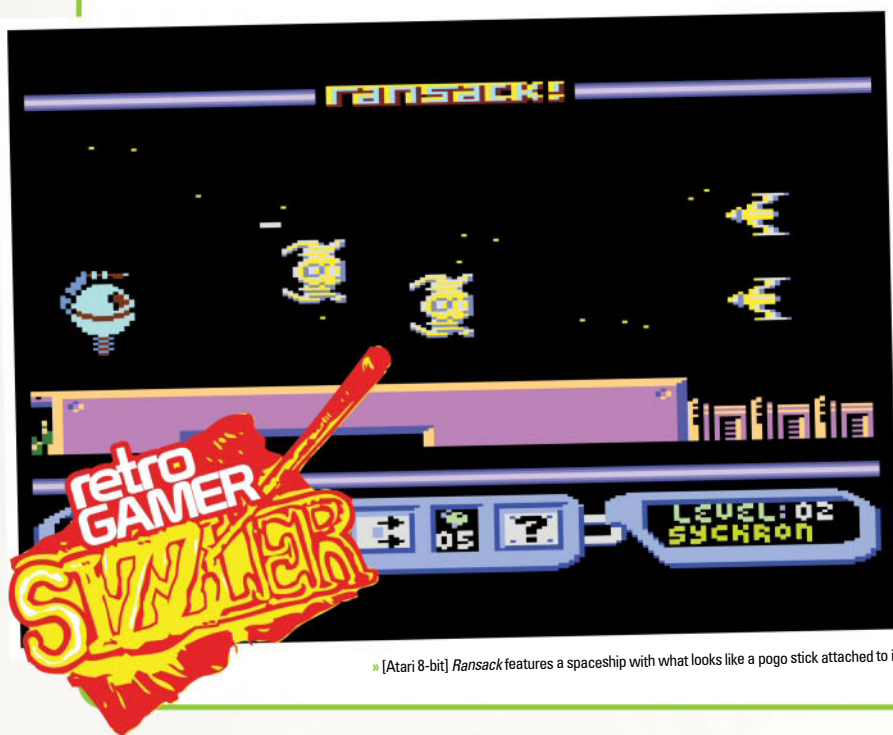 ransack!
retro
GAMER
SIZZLER
05
?
LEVEL:02
SYCHRON
» [Atari 8-bit] Ransack features a spaceship with what looks like a pogo stick attached to